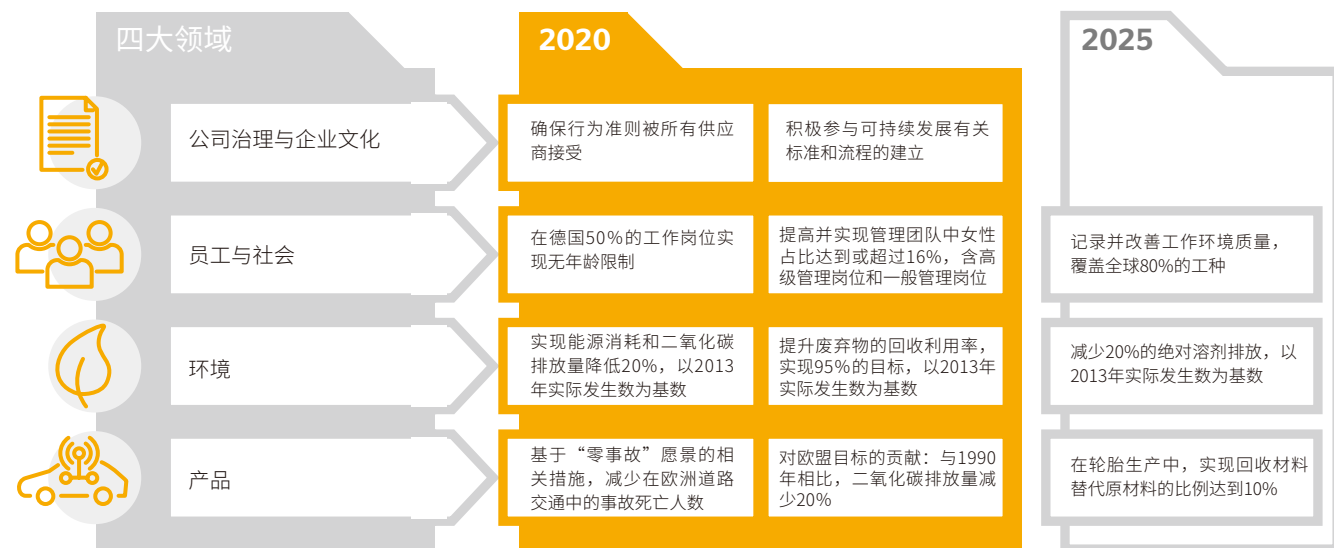 四大领域
2020
2025
公司治理与企业文化
确保行为准则被所有供应
商接受
积极参与可持续发展有关
标准和流程的建立
员工与社会
在德国50%的工作岗位实
现无年龄限制
提高并实现管理团队中女性
占比达到或超过16%，含高
级管理岗位和一般管理岗位
记录并改善工作环境质量，
覆盖全球80%的工种
环境
实现能源消耗和二氧化碳
排放量降低20%，以2013
年实际发生数为基数
提升废弃物的回收利用率，
实现95%的目标，以2013年
实际发生数为基数
减少20%的绝对溶剂排放，以
2013年实际发生数为基数
产品
基于“零事故”愿景的相
关措施，减少在欧洲道路
交通中的事故死亡人数
对欧盟目标的贡献：与1990
年相比，二氧化碳排放量减
少20%
在轮胎生产中，实现回收材料
替代原材料的比例达到10%